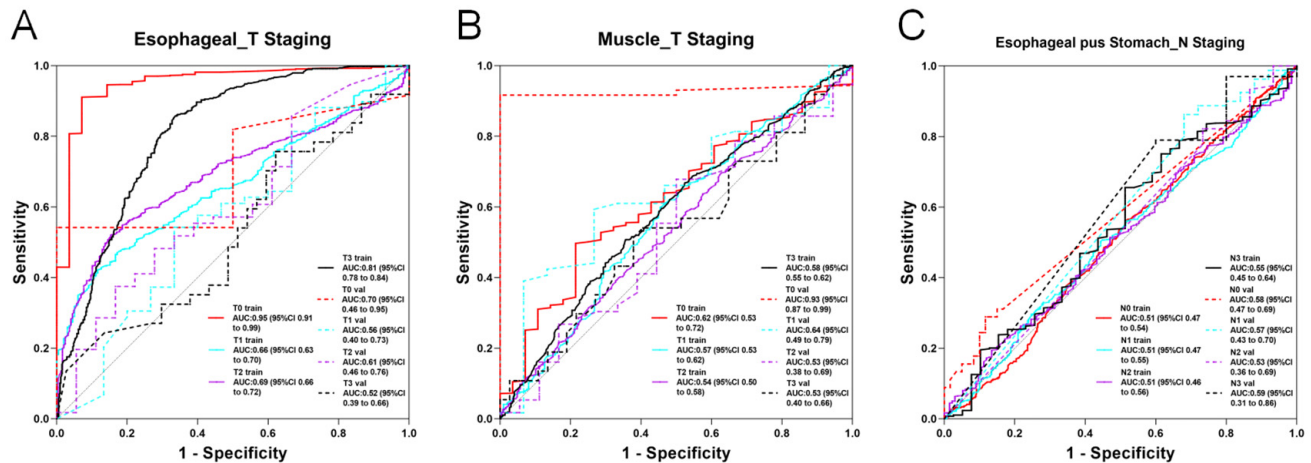 A
Esophageal_T Staging
Sensitivity
1.0
0.8
0.6
0.4
0.2
0.0
0.0
0.2
0.4
0.6
0.8
1.0
1 - Specificity
T0 train
AUC:0.95 (95%CI 0.91
to 0.99)
T1 train
AUC:0.66 (95%CI 0.63
to 0.70)
T2 train
AUC:0.69 (95%CI 0.66
to 0.72)
T3 train
AUC:0.81 (95%CI
0.78 to 0.84)
T0 val
AUC:0.70 (95%CI
0.46 to 0.95)
T1 val
AUC:0.56 (95%CI
0.40 to 0.73)
T2 val
AUC:0.61 (95%CI
0.46 to 0.76)
T3 val
AUC:0.52 (95%CI
0.39 to 0.66)
B
Muscle_T Staging
Sensitivity
1.0
0.8
0.6
0.4
0.2
0.0
0.0
0.2
0.4
0.6
0.8
1.0
1 - Specificity
T0 train
AUC:0.62 (95%CI 0.53
to 0.72)
T1 train
AUC:0.57 (95%CI 0.53
to 0.62)
T2 train
AUC:0.54 (95%CI 0.50
to 0.58)
T3 train
AUC:0.58 (95%CI
0.55 to 0.62)
T0 val
AUC:0.93 (95%CI
0.87 to 0.99)
T1 val
AUC:0.64 (95%CI
0.49 to 0.79)
T2 val
AUC:0.53 (95%CI
0.38 to 0.69)
T3 val
AUC:0.53 (95%CI
0.40 to 0.66)
C
Esophageal pus Stomach_N Staging
Sensitivity
1.0
0.8
0.6
0.4
0.2
0.0
0.0
0.2
0.4
0.6
0.8
1.0
1 - Specificity
N0 train
AUC:0.51 (95%CI 0.47
to 0.54)
N1 train
AUC:0.51 (95%CI 0.47
to 0.55)
N2 train
AUC:0.51 (95%CI 0.46
to 0.56)
N3 train
AUC:0.55 (95%CI
0.45 to 0.64)
N0 val
AUC:0.58 (95%CI
0.47 to 0.69)
N1 val
AUC:0.57 (95%CI
0.43 to 0.70)
N2 val
AUC:0.53 (95%CI
0.36 to 0.69)
N3 val
AUC:0.59 (95%CI
0.31 to 0.86)